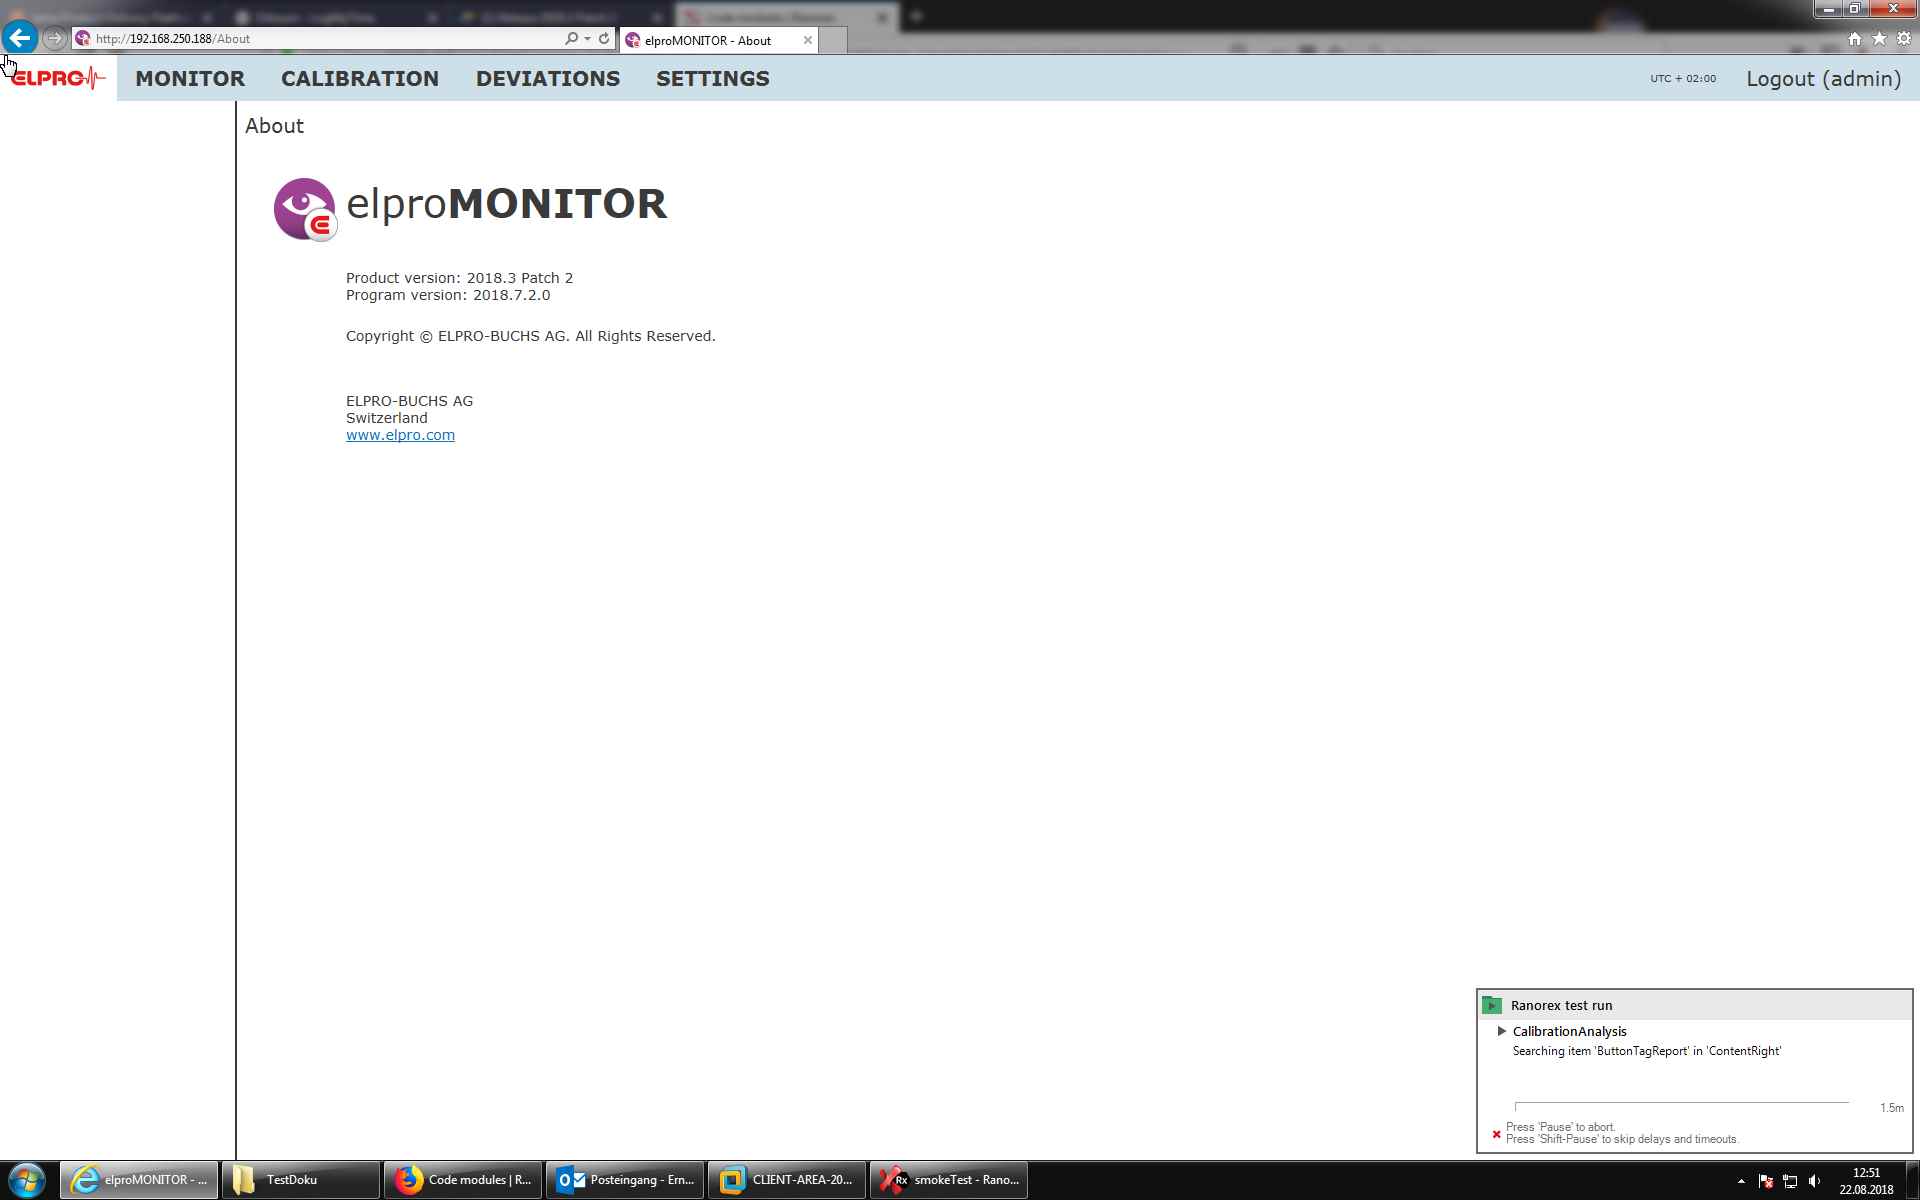 http://192.168.250.188/About
elproMONITOR - About
ELPRO
MONITOR
CALIBRATION
DEVIATIONS
SETTINGS
UTC + 02:00
Logout (admin)
About
elproMONITOR
Product version: 2018.3 Patch 2
Program version: 2018.7.2.0
Copyright © ELPRO-BUCHS AG. All Rights Reserved.
ELPRO-BUCHS AG
Switzerland
www.elpro.com
Ranorex test run
CalibrationAnalysis
Searching item 'ButtonTagReport' in 'ContentRight'
1.5m
Press 'Pause' to abort.
Press 'Shift-Pause' to skip delays and timeouts.
elproMONITOR - ...
TestDoku
Code modules | R...
Posteingang - Ern...
CLIENT-AREA-20...
Rx
smokeTest - Rano...
12:51
22.08.2018